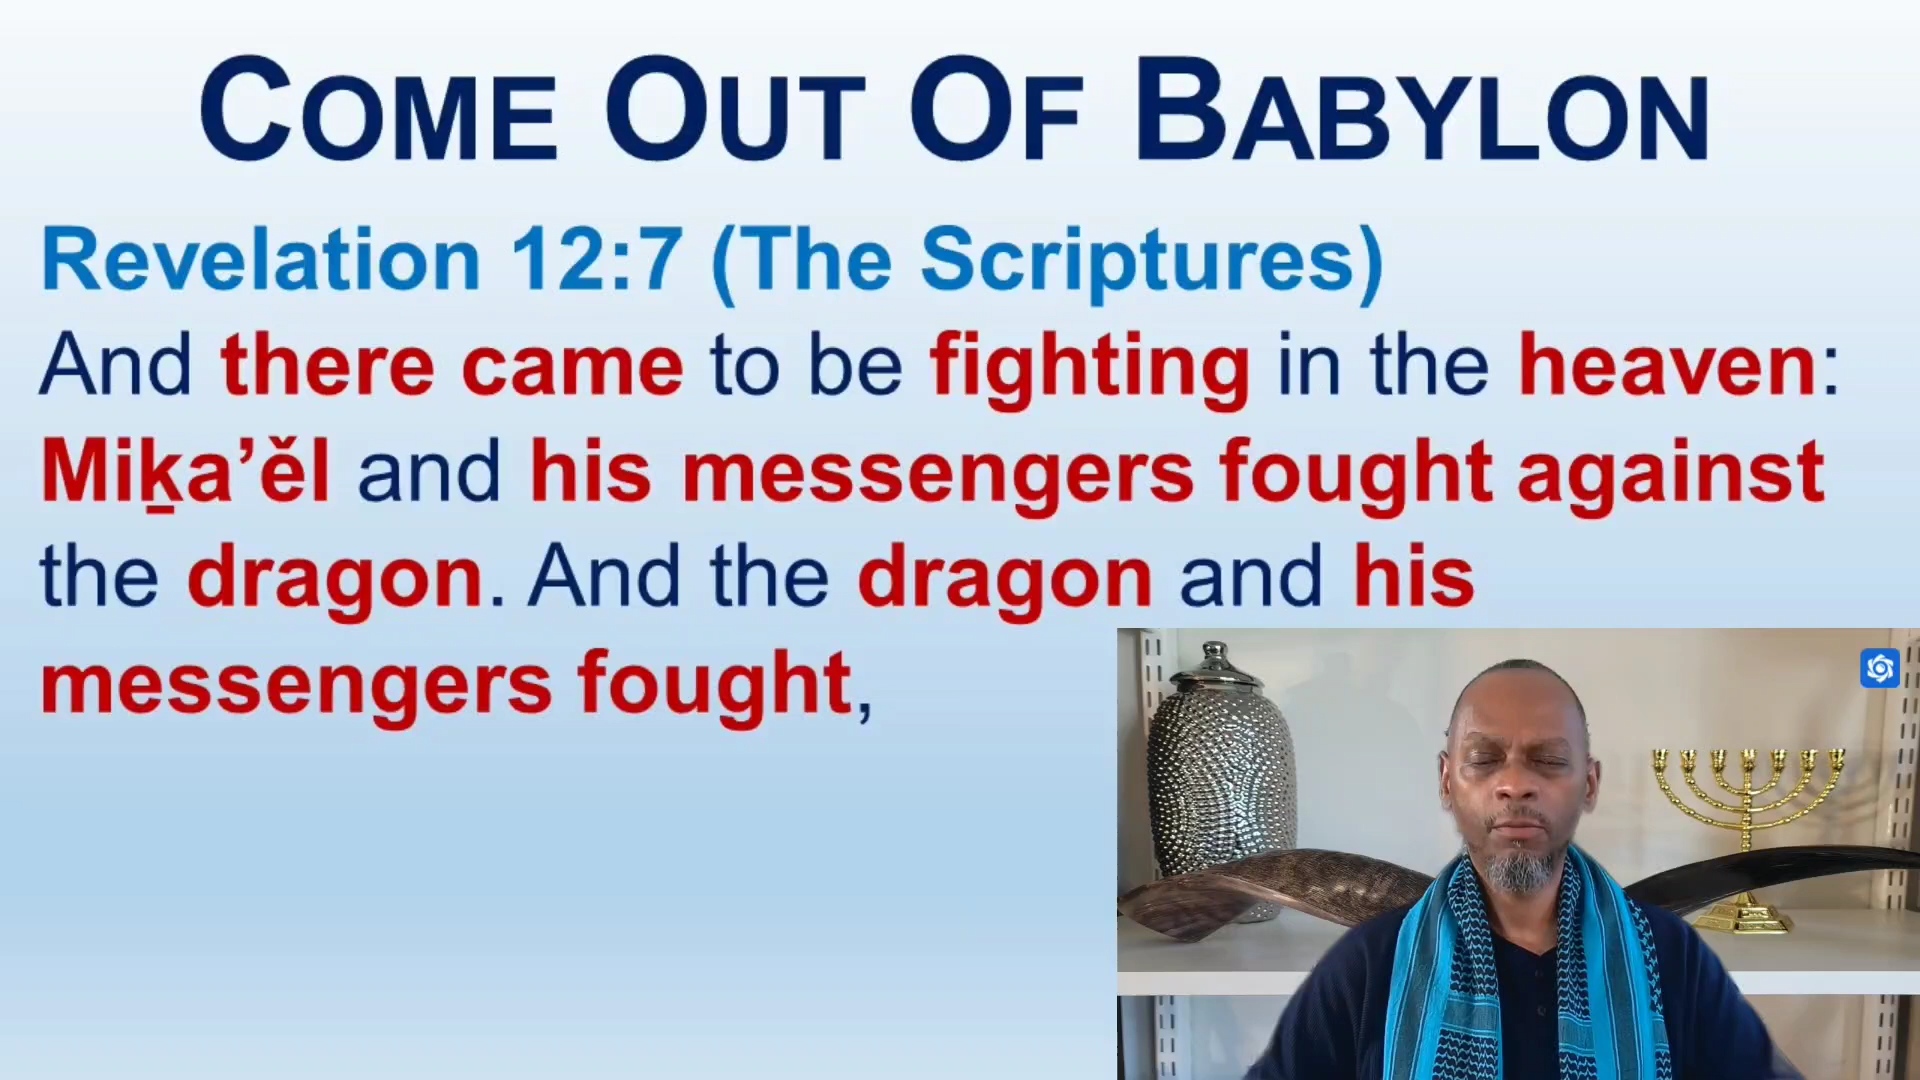 COME OUT OF BABYLON
Revelation 12:7 (The Scriptures)
And there came to be fighting in the heaven:
Miḵa’ěl and his messengers fought against
the dragon. And the dragon and his
messengers fought,